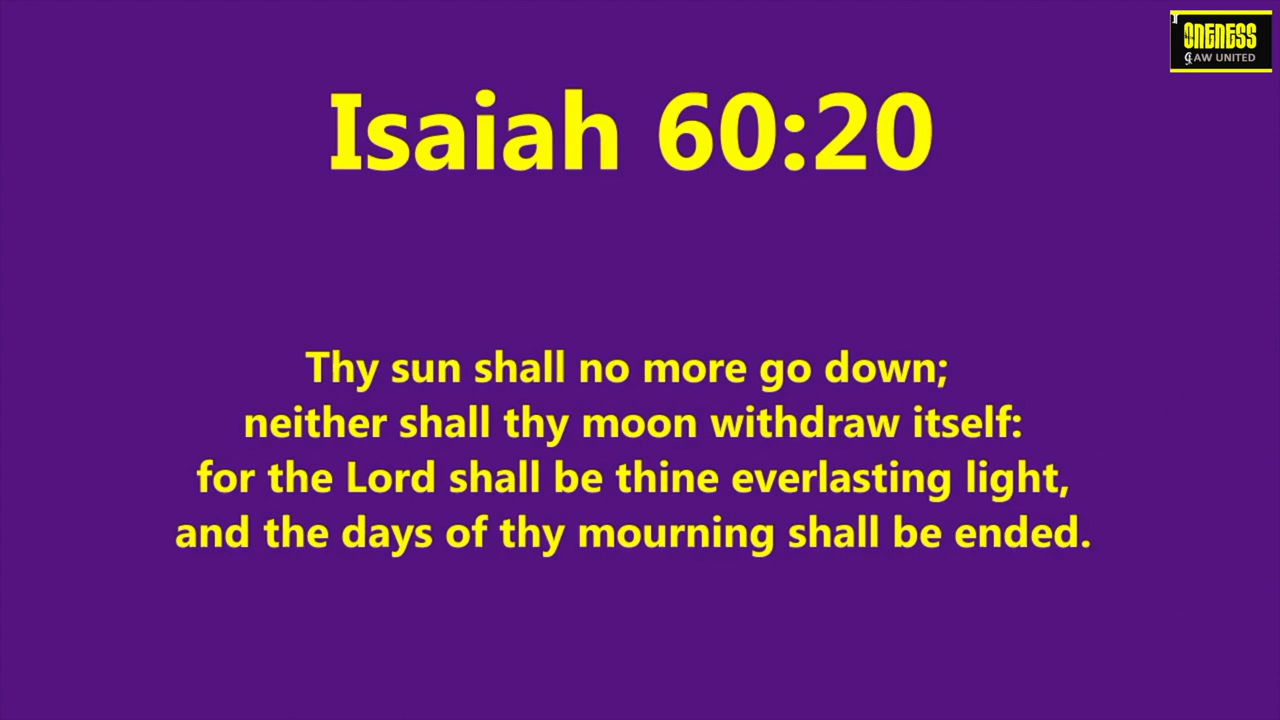 ONENESS
AW UNITED
Isaiah 60:20
Thy sun shall no more go down;
neither shall thy moon withdraw itself:
for the Lord shall be thine everlasting light,
and the days of thy mourning shall be ended.